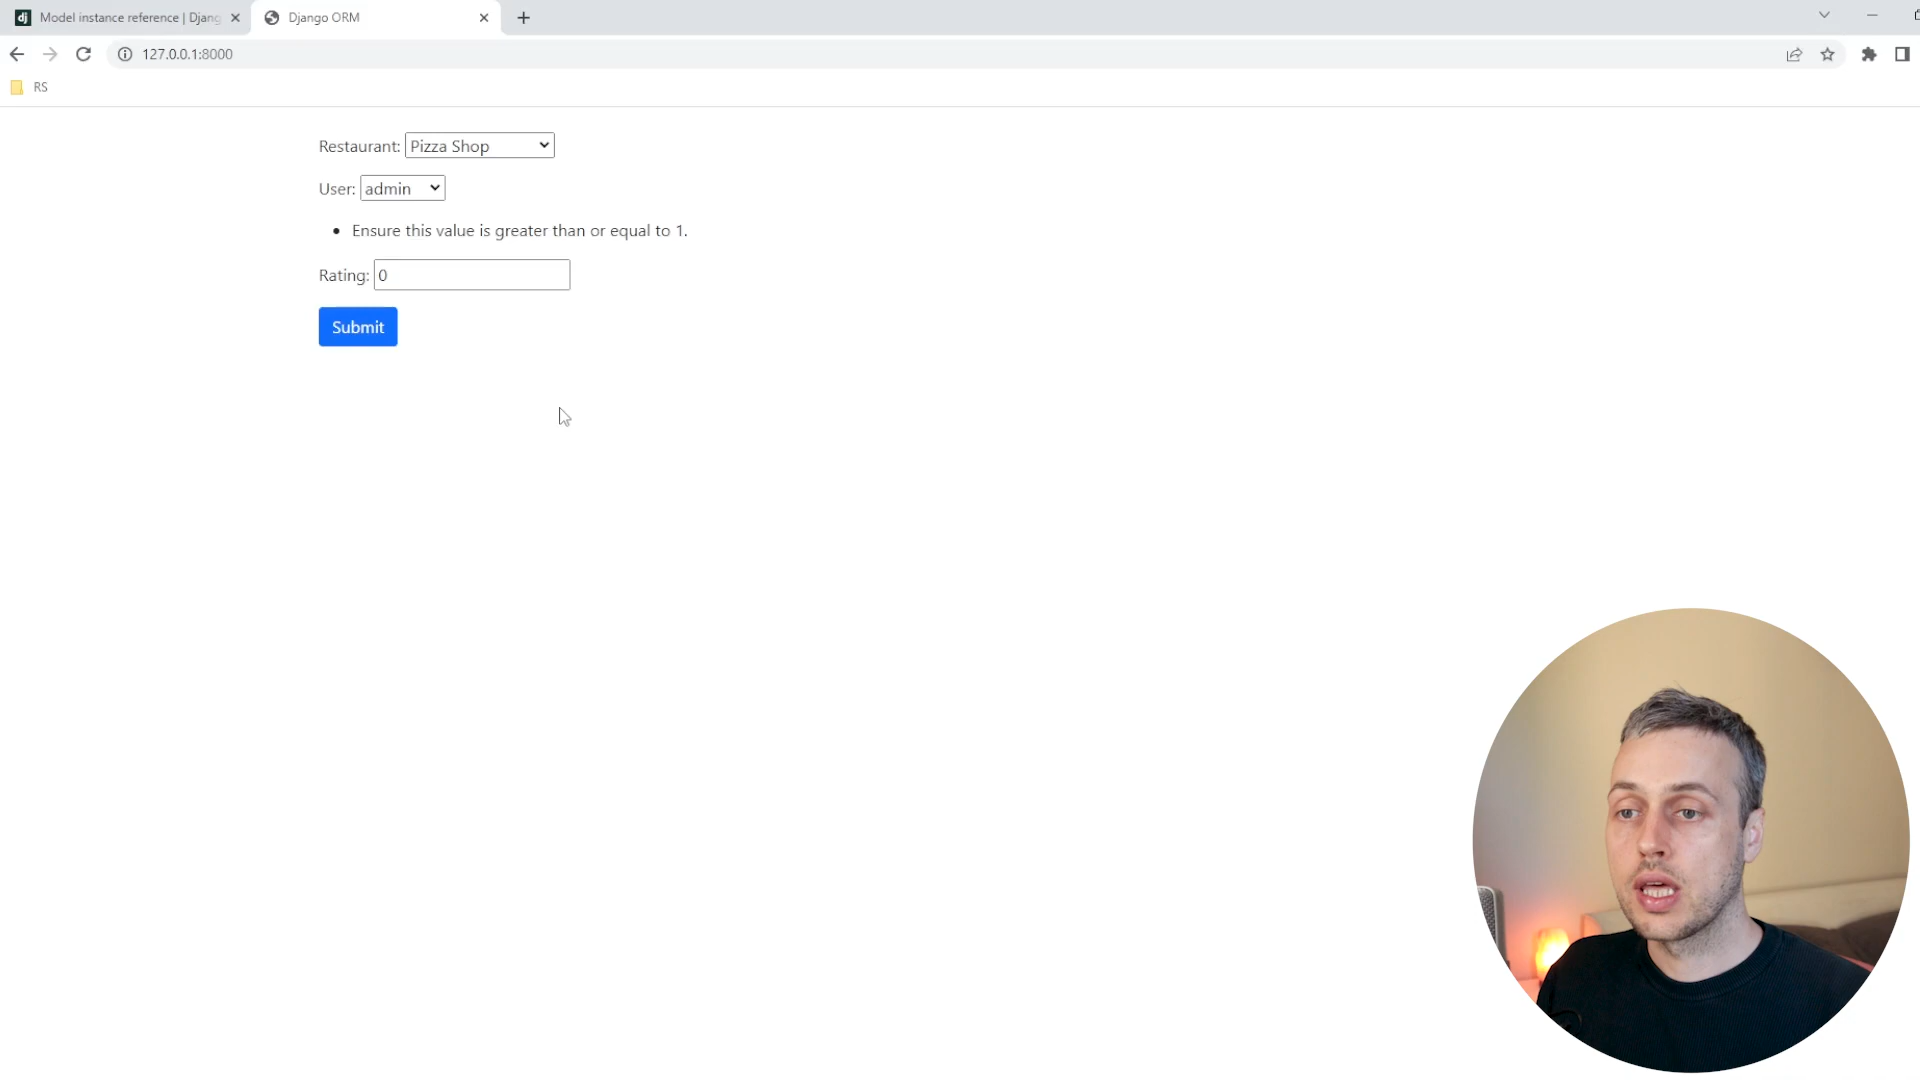 Model instance reference | Djang
Django ORM
127.0.0.1:8000
RS
Restaurant: Pizza Shop
User: admin
Ensure this value is greater than or equal to 1.
Rating: 0
Submit